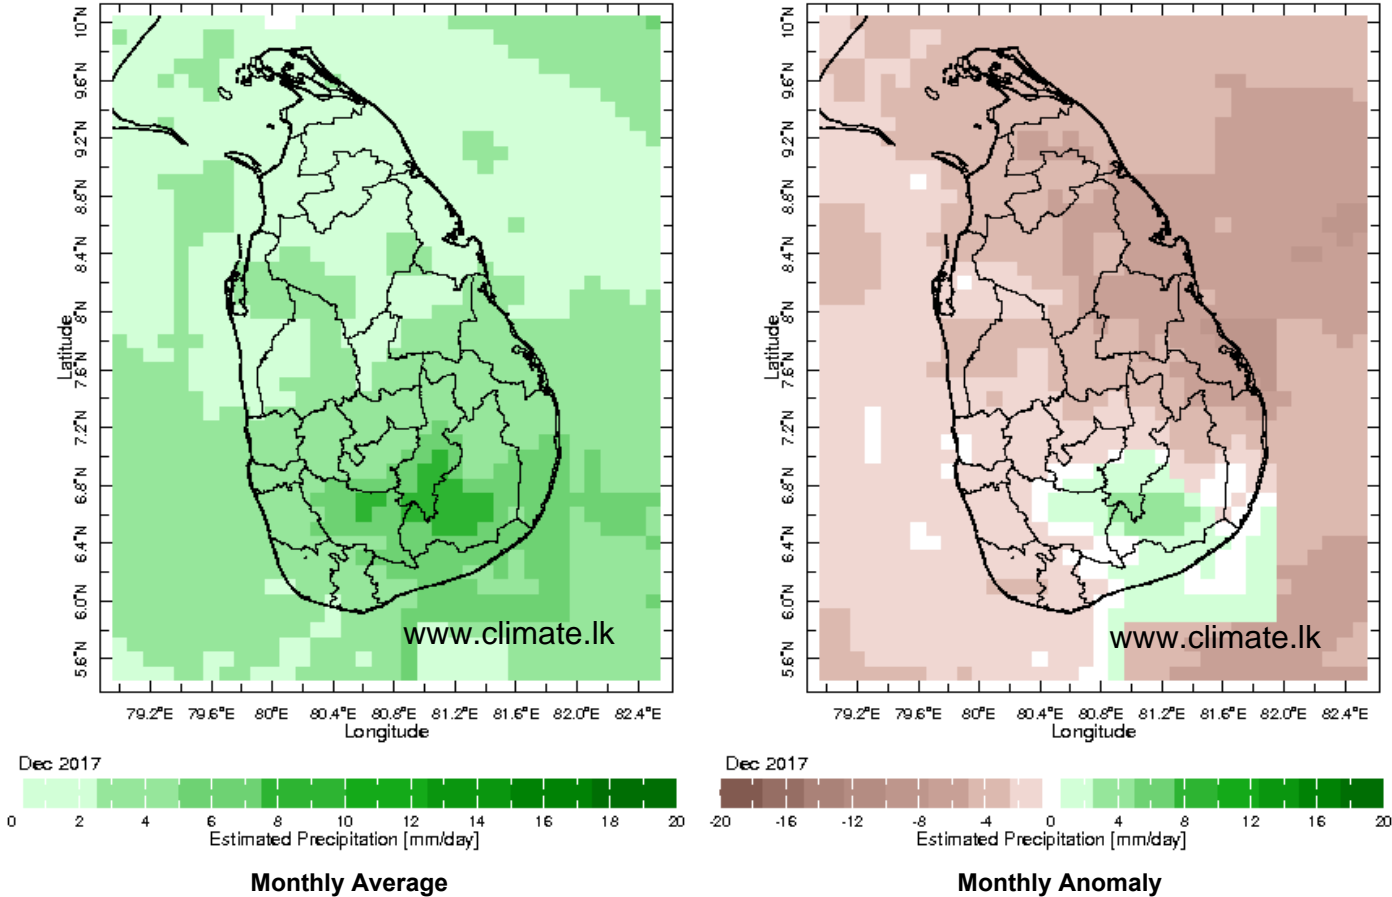 10°N
9.6°N
9.2°N
8.8°N
8.4°N
8°N
7.6°N
7.2°N
6.8°N
6.4°N
6.0°N
5.6°N
Latitude
www.climate.lk
79.2°E 79.6°E 80°E 80.4°E 80.8°E 81.2°E 81.6°E 82.0°E 82.4°E
Longitude
Dec 2017
0 2 4 6 8 10 12 14 16 18 20
Estimated Precipitation [mm/day]
Monthly Average
10°N
9.6°N
9.2°N
8.8°N
8.4°N
8°N
7.6°N
7.2°N
6.8°N
6.4°N
6.0°N
5.6°N
Latitude
www.climate.lk
79.2°E 79.6°E 80°E 80.4°E 80.8°E 81.2°E 81.6°E 82.0°E 82.4°E
Longitude
Dec 2017
-20 -16 -12 -8 -4 0 4 8 12 16 20
Estimated Precipitation [mm/day]
Monthly Anomaly